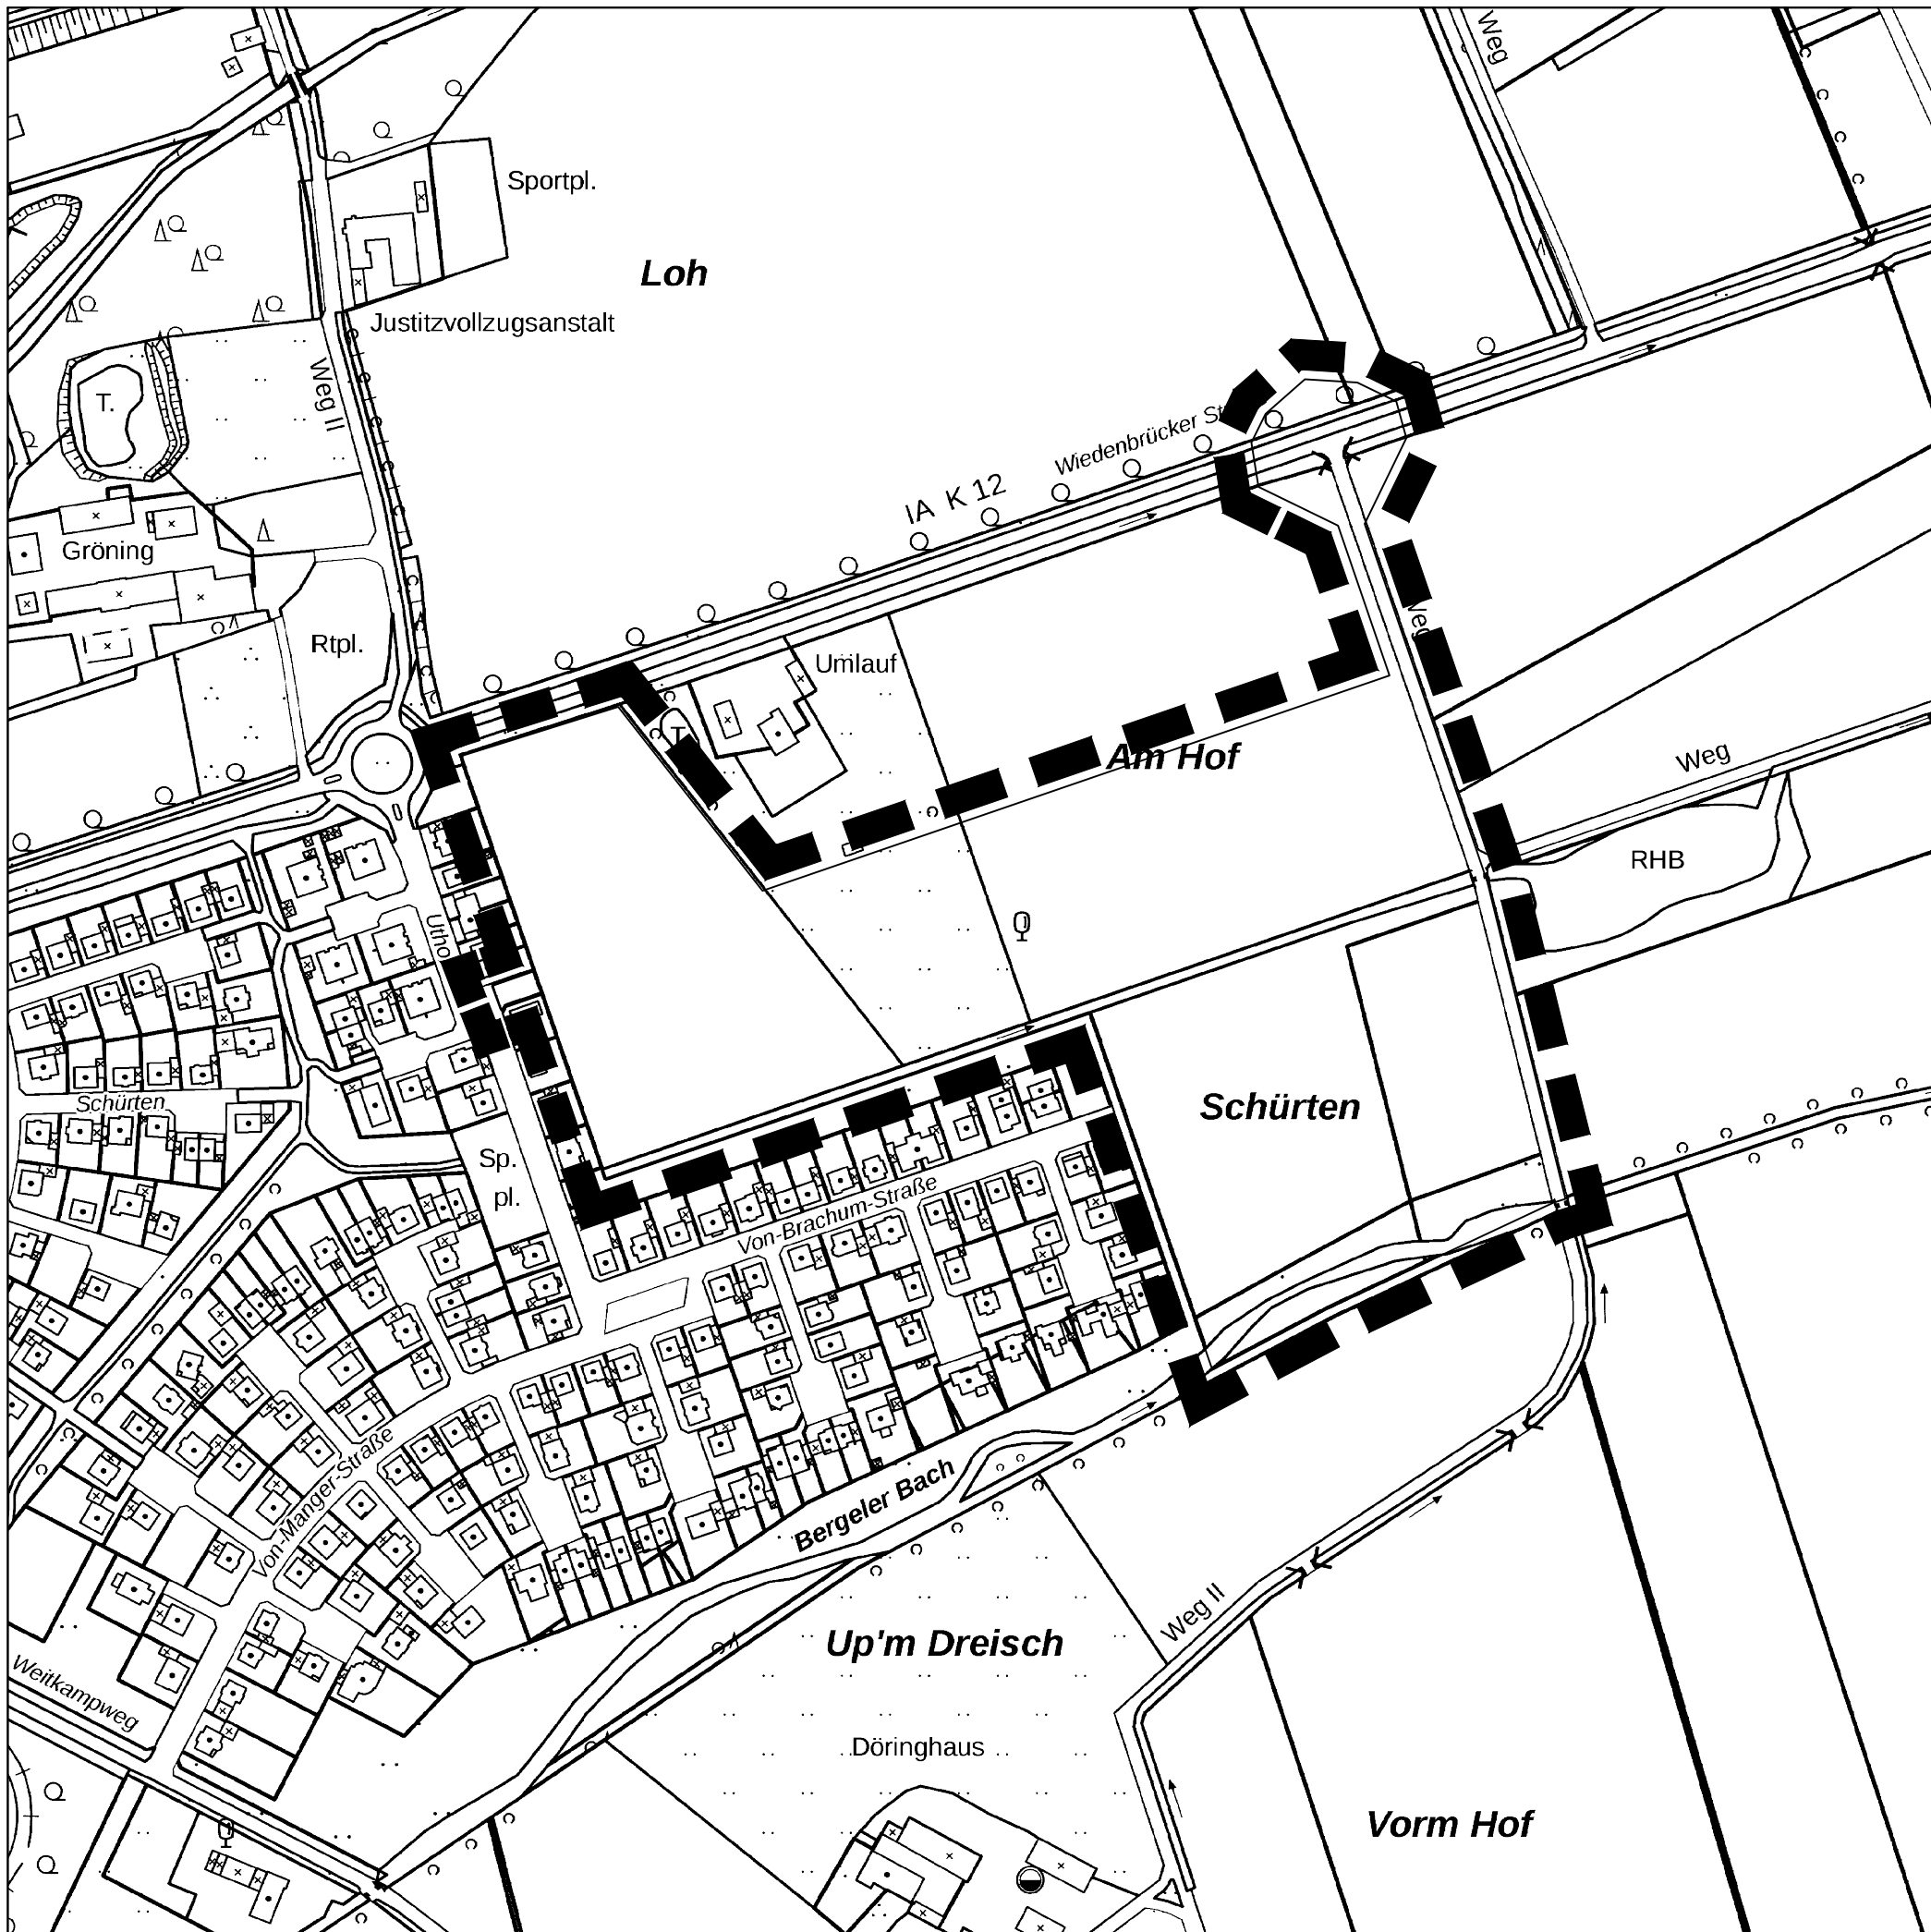 Weg
Sportpl.
Loh
Justitzvollzugsanstalt
Weg II
T.
Wiedenbrücker
IA K 12
Gröning
Rtpl.
Umlauf
T.
Weg
Am Hof
Weg
RHB
Utho
Schürten
Schürten
Sp.
pl.
Von-Brachum-Straße
Von-Manger-Straße
Bergeler Bach
Weg II
Up'm Dreisch
Weitkampweg
Döringhaus
Vorm Hof